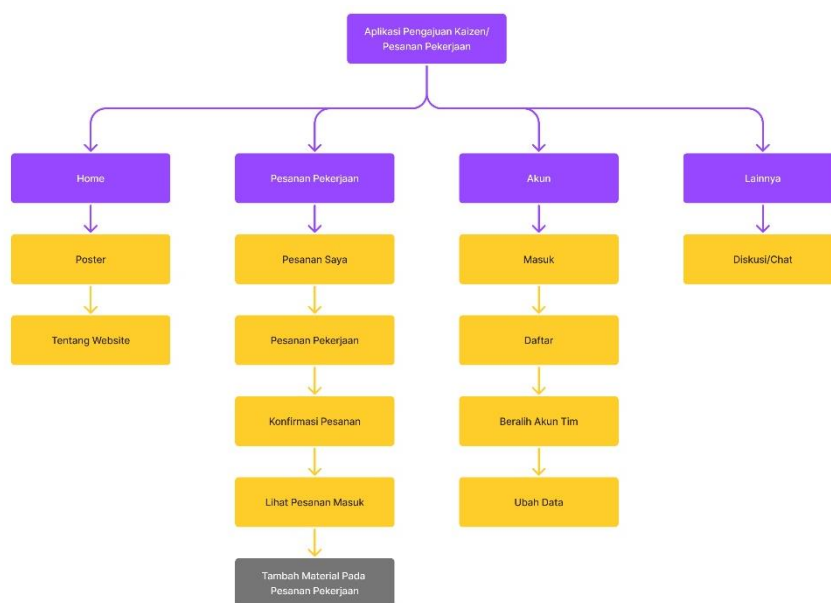 Aplikasi Pengajuan Kaizen/
Pesanan Pekerjaan
Home
Pesanan Pekerjaan
Akun
Lainnya
Poster
Pesanan Saya
Masuk
Diskusi/Chat
Tentang Website
Pesanan Pekerjaan
Daftar
Konfirmasi Pesanan
Beralih Akun Tim
Lihat Pesanan Masuk
Ubah Data
Tambah Material Pada
Pesanan Pekerjaan